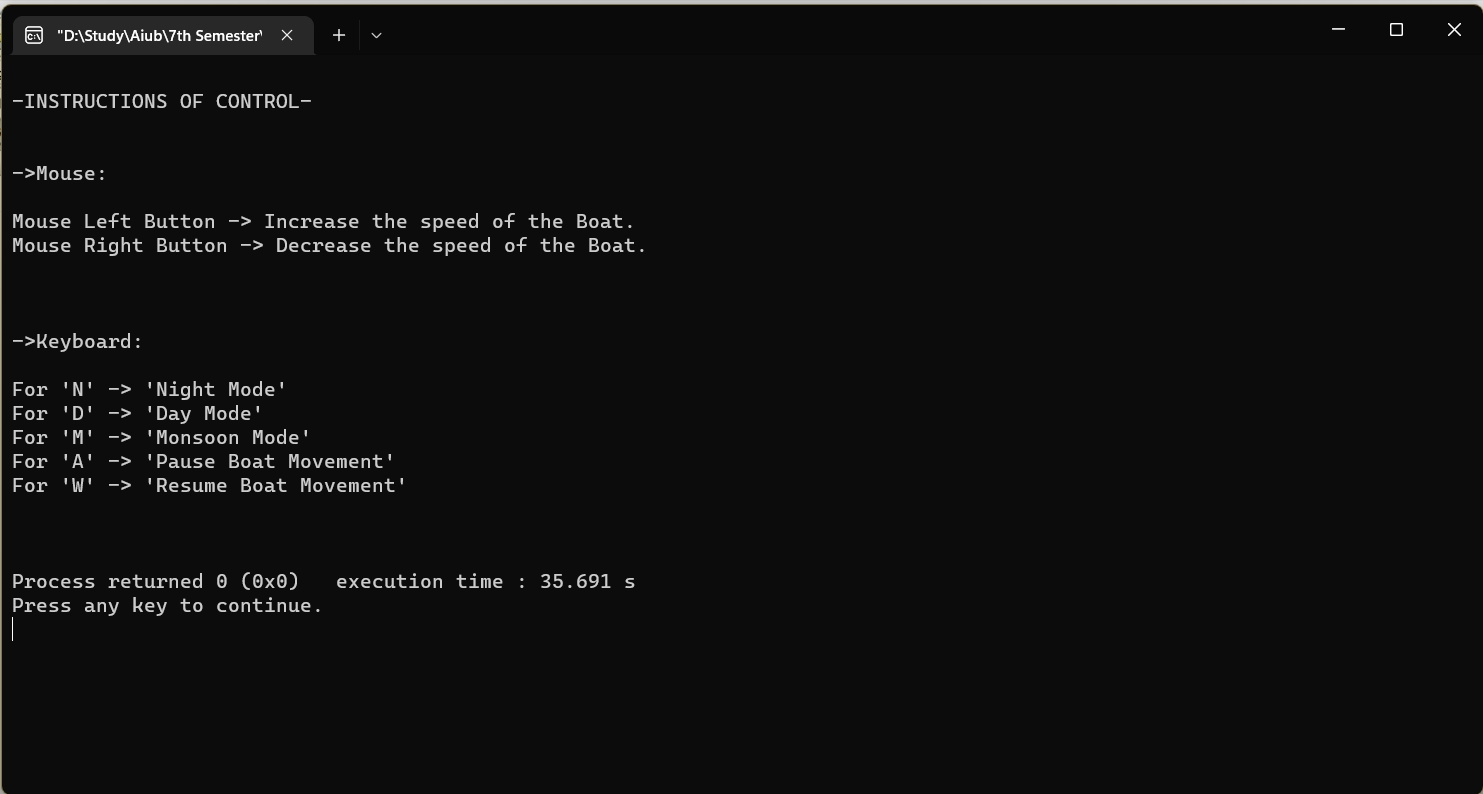 "D:\Study\Aiub\7th Semester\
-INSTRUCTIONS OF CONTROL-
->Mouse:
Mouse Left Button -> Increase the speed of the Boat.
Mouse Right Button -> Decrease the speed of the Boat.
->Keyboard:
For 'N' -> 'Night Mode'
For 'D' -> 'Day Mode'
For 'M' -> 'Monsoon Mode'
For 'A' -> 'Pause Boat Movement'
For 'W' -> 'Resume Boat Movement'
Process returned 0 (0x0)   execution time : 35.691 s
Press any key to continue.